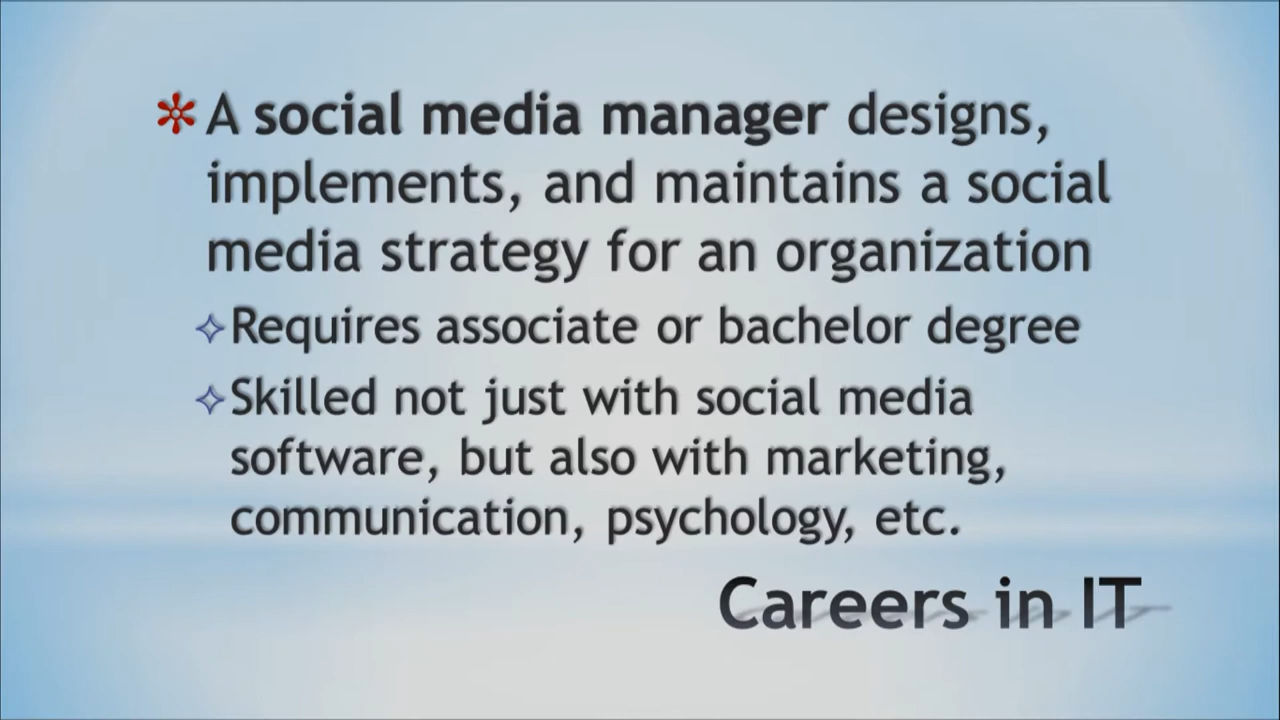 A social media manager designs,
implements, and maintains a social
media strategy for an organization
Requires associate or bachelor degree
Skilled not just with social media
software, but also with marketing,
communication, psychology, etc.
Careers in IT